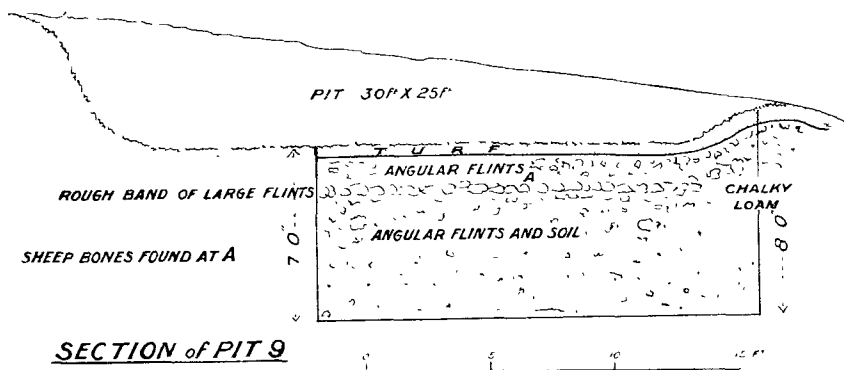 PIT 30ft X 25ft
TURF
ANGULAR FLINTS
A
ROUGH BAND OF LARGE FLINTS
CHALKY
LOAM
ANGULAR FLINTS AND SOIL
SHEEP BONES FOUND AT A
7'0"
8'0"
SECTION of PIT 9
0 5 10 15 FT